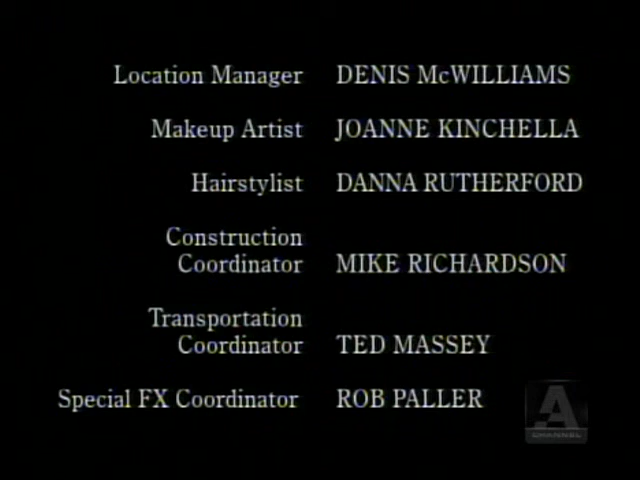 Location Manager DENIS McWILLIAMS
Makeup Artist JOANNE KINCHELLA
Hairstylist DANNA RUTHERFORD
Construction
Coordinator MIKE RICHARDSON
Transportation
Coordinator TED MASSEY
Special FX Coordinator ROB PALLER
A
CHANNEL